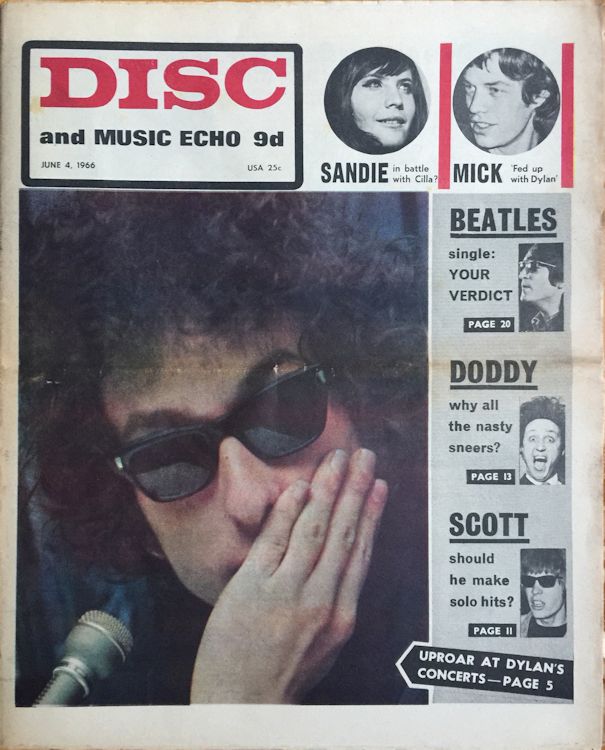 DISC
and MUSIC ECHO 9d
JUNE 4, 1966
USA 25c
SANDIE in battle
with Cilla?
MICK 'Fed up
with Dylan'
BEATLES
single:
YOUR
VERDICT
PAGE 20
DODDY
why all
the nasty
sneers?
PAGE 13
SCOTT
should
he make
solo hits?
PAGE 11
UPROAR AT DYLAN'S
CONCERTS—PAGE 5